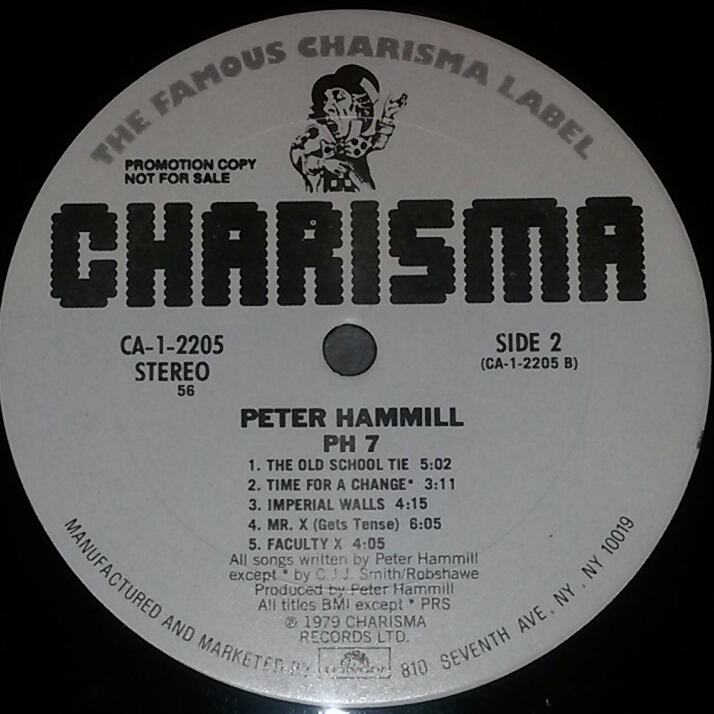 THE FAMOUS CHARISMA LABEL
PROMOTION COPY
NOT FOR SALE
CHARISMA
CA-1-2205
STEREO
56
SIDE 2
(CA-1-2205 B)
PETER HAMMILL
PH 7
1. THE OLD SCHOOL TIE 5:02
2. TIME FOR A CHANGE* 3:11
3. IMPERIAL WALLS 4:15
4. MR. X (Gets Tense) 6:05
5. FACULTY X 4:05
All songs written by Peter Hammill
except * by C.J.J. Smith/Robshawe
Produced by Peter Hammill
All titles BMI except * PRS
℗ 1979 CHARISMA
RECORDS LTD.
MANUFACTURED AND MARKETED BY 810 SEVENTH AVE, NY, NY 10019